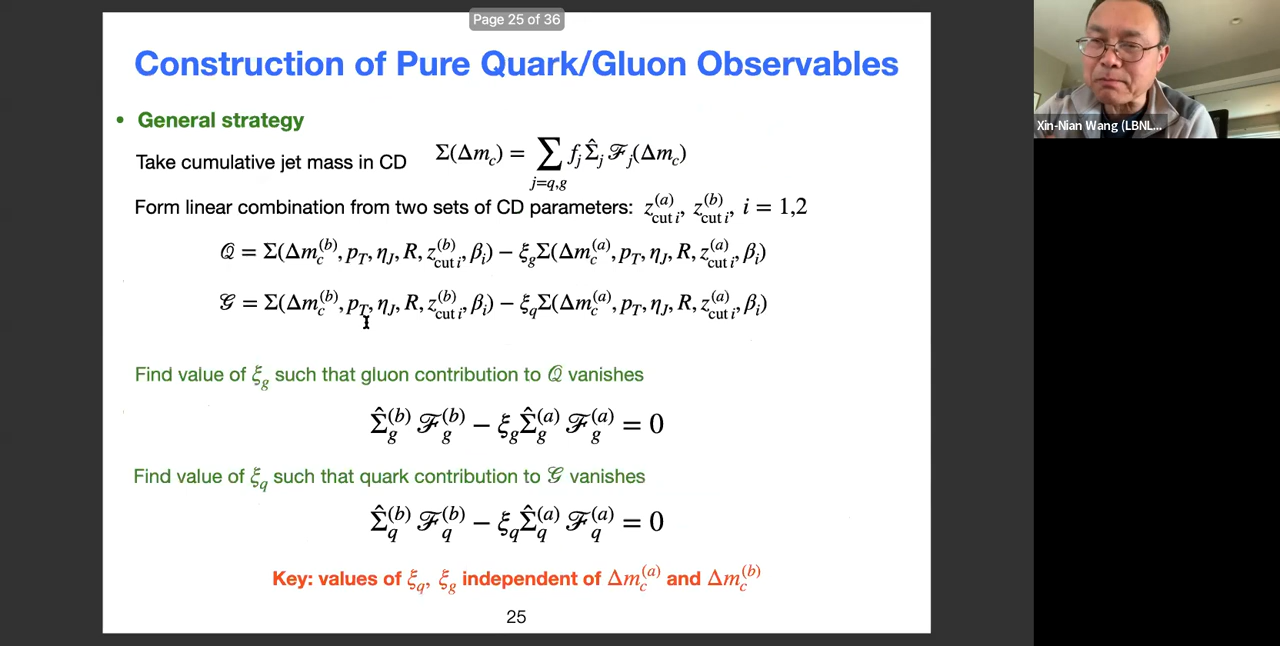 Page 25 of 36
Construction of Pure Quark/Gluon Observables
• General strategy
Take cumulative jet mass in CD Σ(Δm_c) = ∑_{j=q,g} f_j Σ̂_j ℱ_j(Δm_c)
Form linear combination from two sets of CD parameters: z_{cut i}^{(a)}, z_{cut i}^{(b)}, i = 1,2
𝒬 = Σ(Δm_c^{(b)}, p_T, η_J, R, z_{cut i}^{(b)}, β_i) − ξ_g Σ(Δm_c^{(a)}, p_T, η_J, R, z_{cut i}^{(a)}, β_i)
𝒢 = Σ(Δm_c^{(b)}, p_T, η_J, R, z_{cut i}^{(b)}, β_i) − ξ_q Σ(Δm_c^{(a)}, p_T, η_J, R, z_{cut i}^{(a)}, β_i)
Find value of ξ_g such that gluon contribution to 𝒬 vanishes
Σ̂_g^{(b)} ℱ_g^{(b)} − ξ_g Σ̂_g^{(a)} ℱ_g^{(a)} = 0
Find value of ξ_q such that quark contribution to 𝒢 vanishes
Σ̂_q^{(b)} ℱ_q^{(b)} − ξ_q Σ̂_q^{(a)} ℱ_q^{(a)} = 0
Key: values of ξ_q, ξ_g independent of Δm_c^{(a)} and Δm_c^{(b)}
25
Xin-Nian Wang (LBNL...